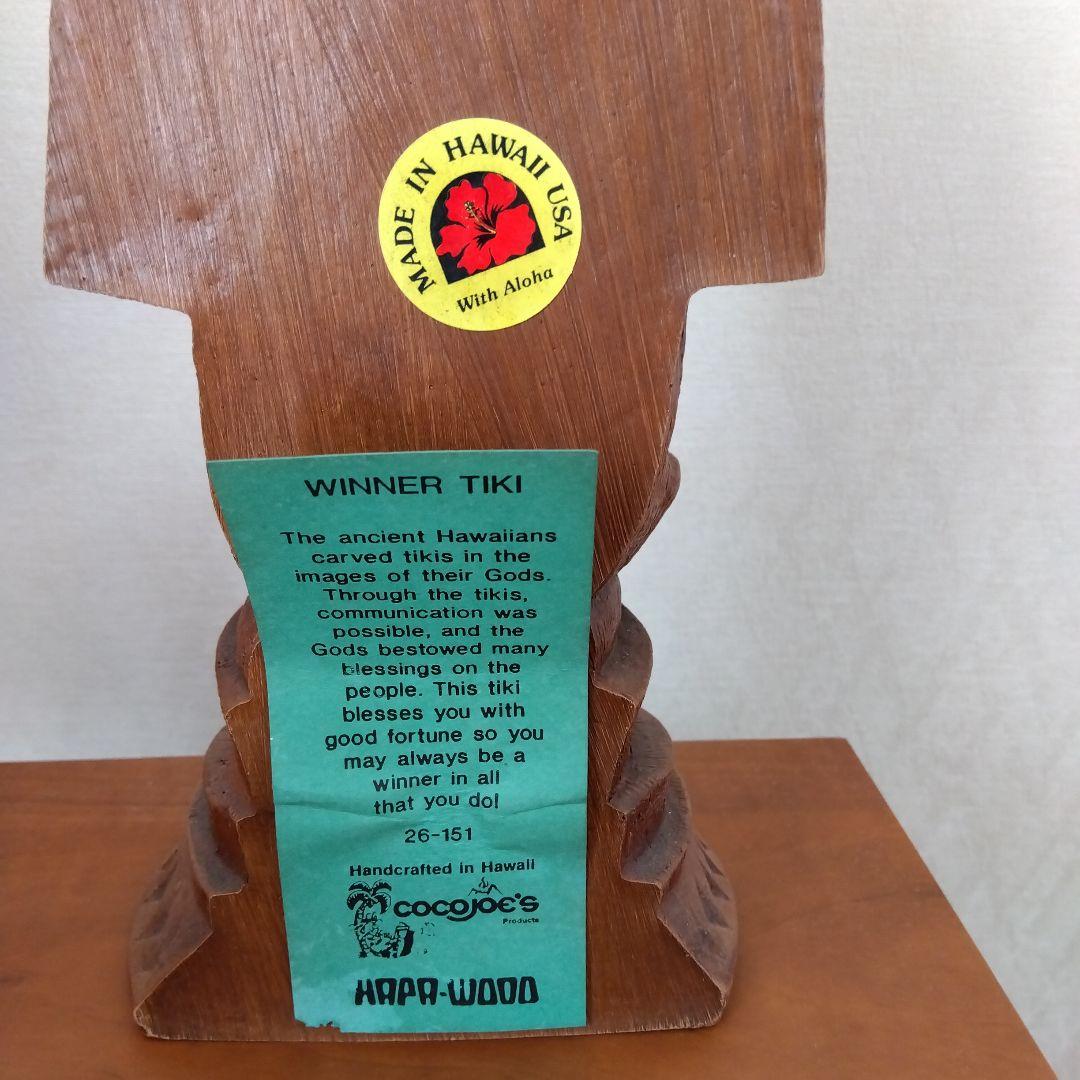 MADE IN HAWAII USA
With Aloha
WINNER TIKI
The ancient Hawaiians
carved tikis in the
images of their Gods.
Through the tikis,
communication was
possible, and the
Gods bestowed many
blessings on the
people. This tiki
blesses you with
good fortune so you
may always be a
winner in all
that you do!
26-151
Handcrafted in Hawaii
COCOJOE'S
Products
HAPA-WOOD